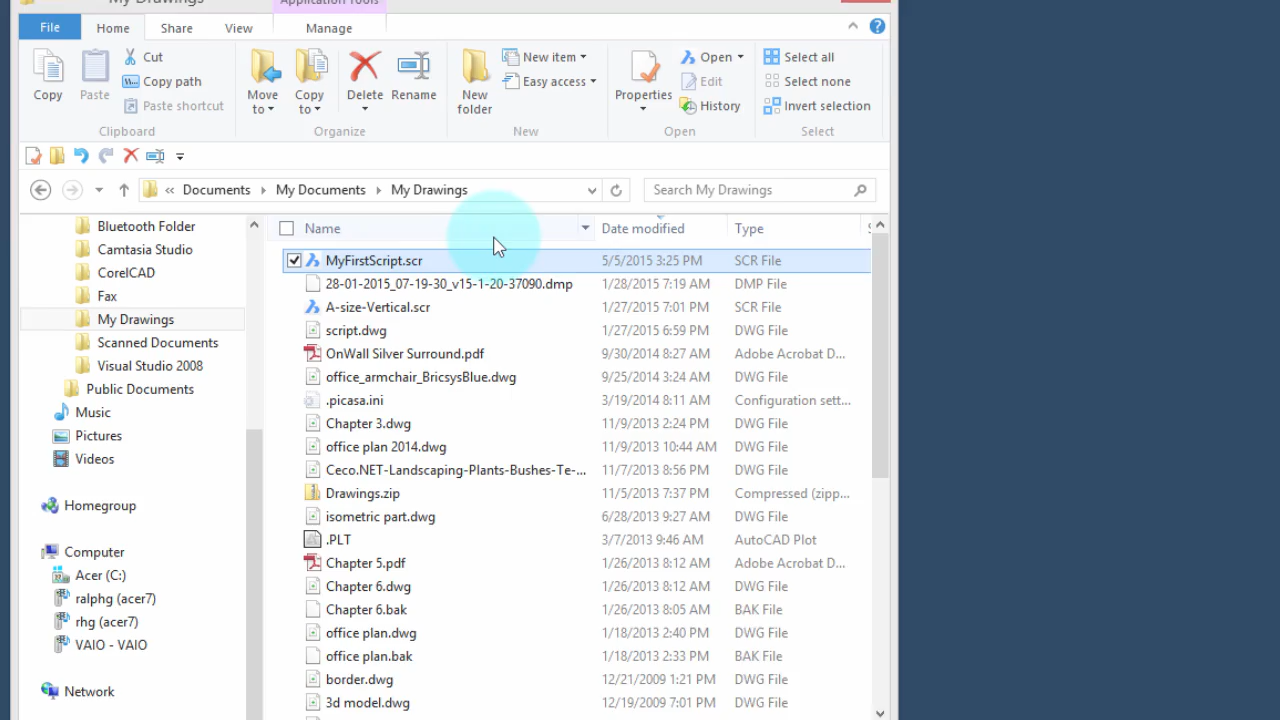 My Drawings
Application Tools
File
Home
Share
View
Manage
Copy
Paste
Cut
Copy path
Paste shortcut
Clipboard
Move to
Copy to
Delete
Rename
Organize
New folder
New item
Easy access
New
Properties
Open
Edit
History
Open
Select all
Select none
Invert selection
Select
« Documents My Documents My Drawings
Search My Drawings
Bluetooth Folder
Camtasia Studio
CorelCAD
Fax
My Drawings
Scanned Documents
Visual Studio 2008
Public Documents
Music
Pictures
Videos
Homegroup
Computer
Acer (C:)
ralphg (acer7)
rhg (acer7)
VAIO - VAIO
Network
Name Date modified Type
MyFirstScript.scr 5/5/2015 3:25 PM SCR File
28-01-2015_07-19-30_v15-1-20-37090.dmp 1/28/2015 7:19 AM DMP File
A-size-Vertical.scr 1/27/2015 7:01 PM SCR File
script.dwg 1/27/2015 6:59 PM DWG File
OnWall Silver Surround.pdf 9/30/2014 8:27 AM Adobe Acrobat D...
office_armchair_BricsysBlue.dwg 9/25/2014 3:24 AM DWG File
.picasa.ini 3/19/2014 8:11 AM Configuration sett...
Chapter 3.dwg 11/9/2013 2:24 PM DWG File
office plan 2014.dwg 11/9/2013 10:44 AM DWG File
Ceco.NET-Landscaping-Plants-Bushes-Te-... 11/7/2013 8:56 PM DWG File
Drawings.zip 11/5/2013 7:37 PM Compressed (zipp...
isometric part.dwg 6/28/2013 9:27 AM DWG File
.PLT 3/7/2013 9:46 AM AutoCAD Plot
Chapter 5.pdf 1/26/2013 8:12 AM Adobe Acrobat D...
Chapter 6.dwg 1/26/2013 8:12 AM DWG File
Chapter 6.bak 1/26/2013 8:05 AM BAK File
office plan.dwg 1/18/2013 2:40 PM DWG File
office plan.bak 1/18/2013 2:33 PM BAK File
border.dwg 12/21/2009 1:21 PM DWG File
3d model.dwg 12/19/2009 7:01 PM DWG File